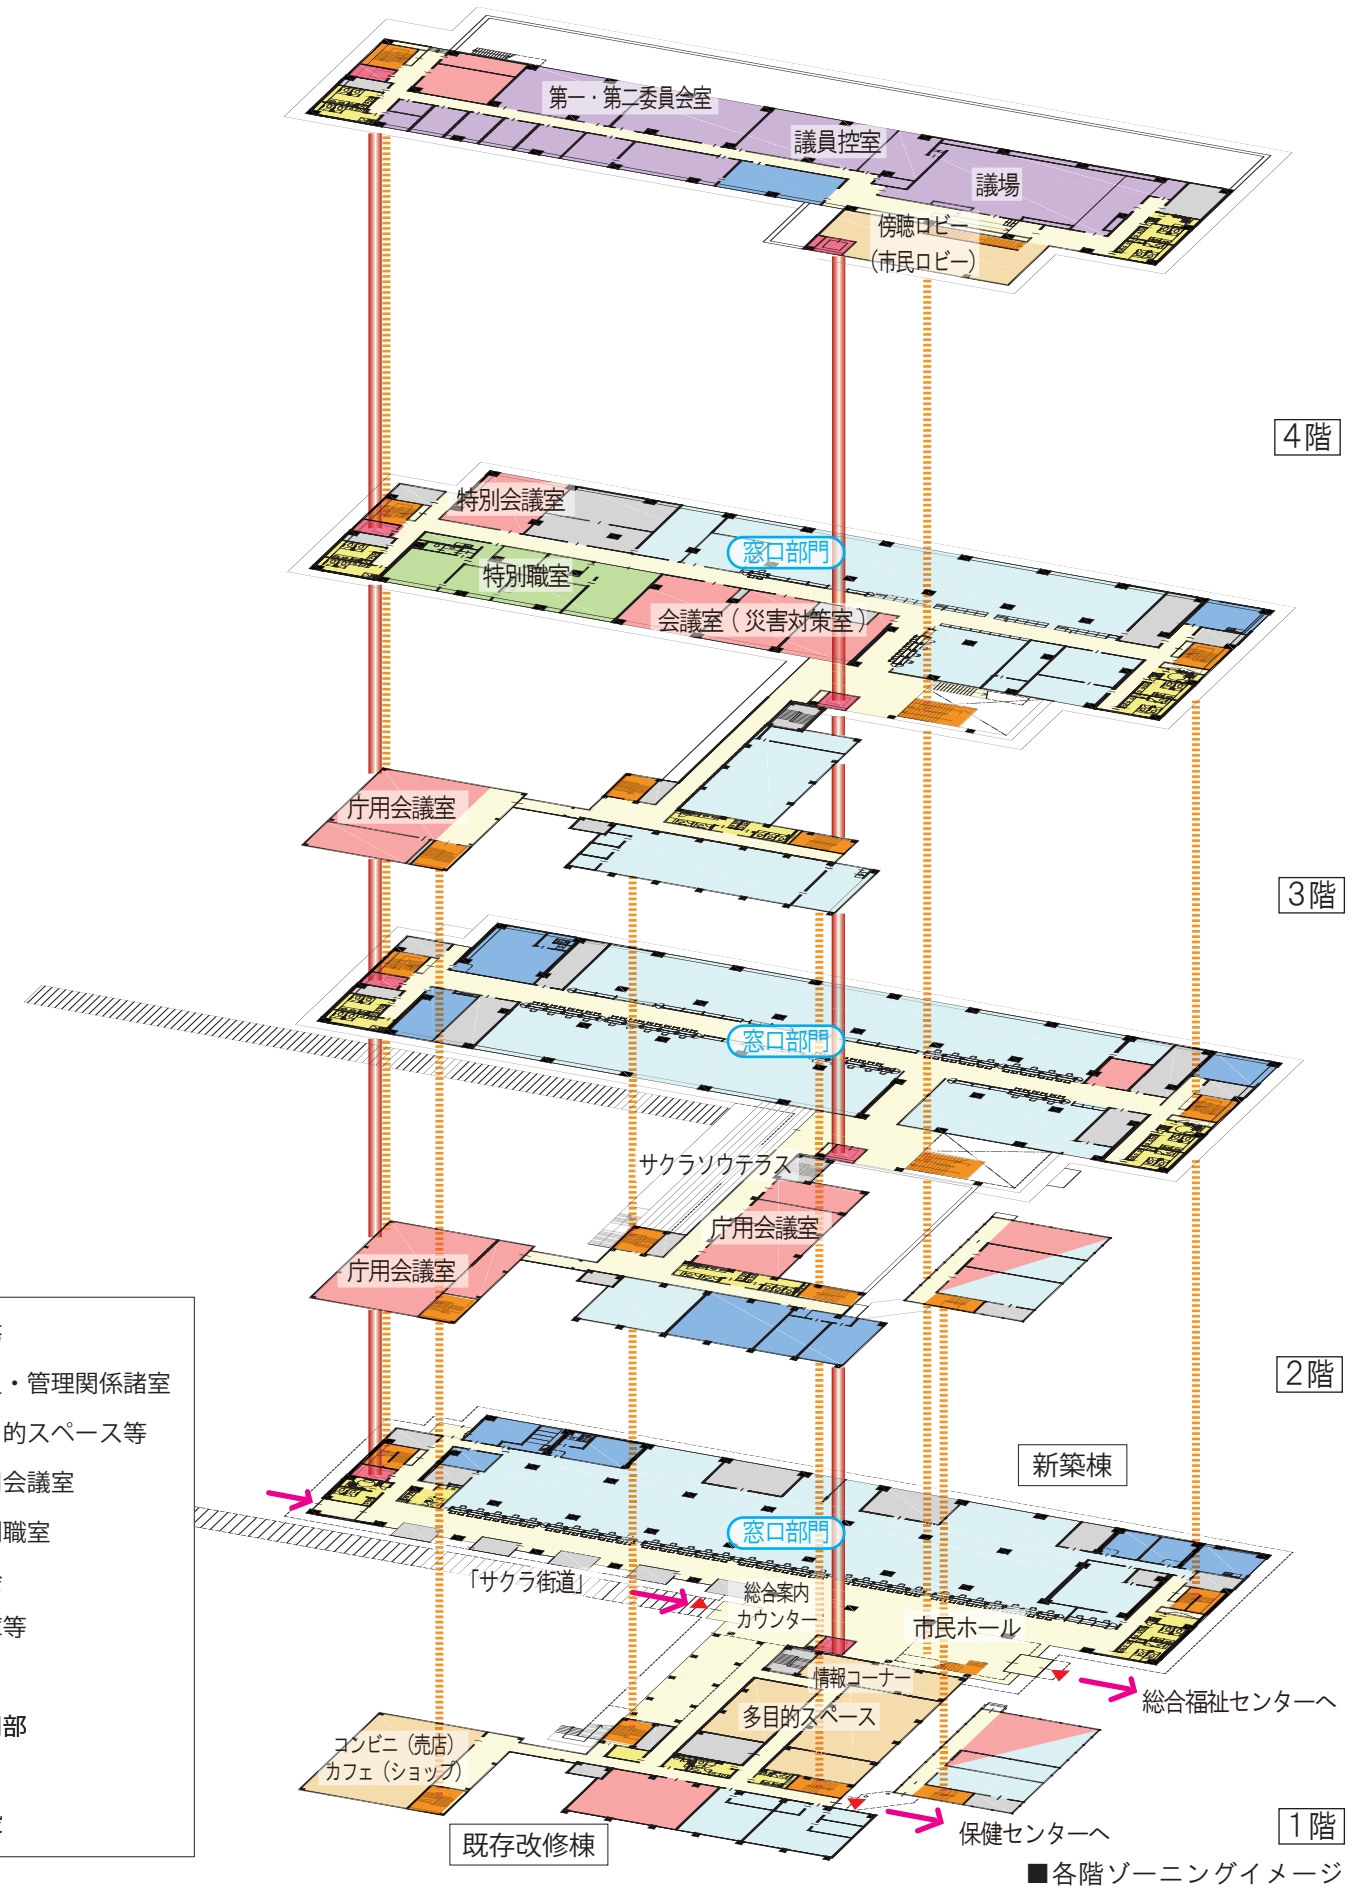 第一・第二委員会室
議員控室
議場
傍聴ロビー
（市民ロビー）
4階
特別会議室
窓口部門
特別職室
会議室（災害対策室）
庁用会議室
3階
窓口部門
サクラソウテラス
庁用会議室
庁用会議室
2階
・管理関係諸室
的スペース等
会議室
職室
等
部
新築棟
窓口部門
「サクラ街道」
総合案内
カウンター
市民ホール
情報コーナー
多目的スペース
総合福祉センターへ
コンビニ（売店）
カフェ（ショップ）
既存改修棟
保健センターへ
1階
■各階ゾーニングイメージ